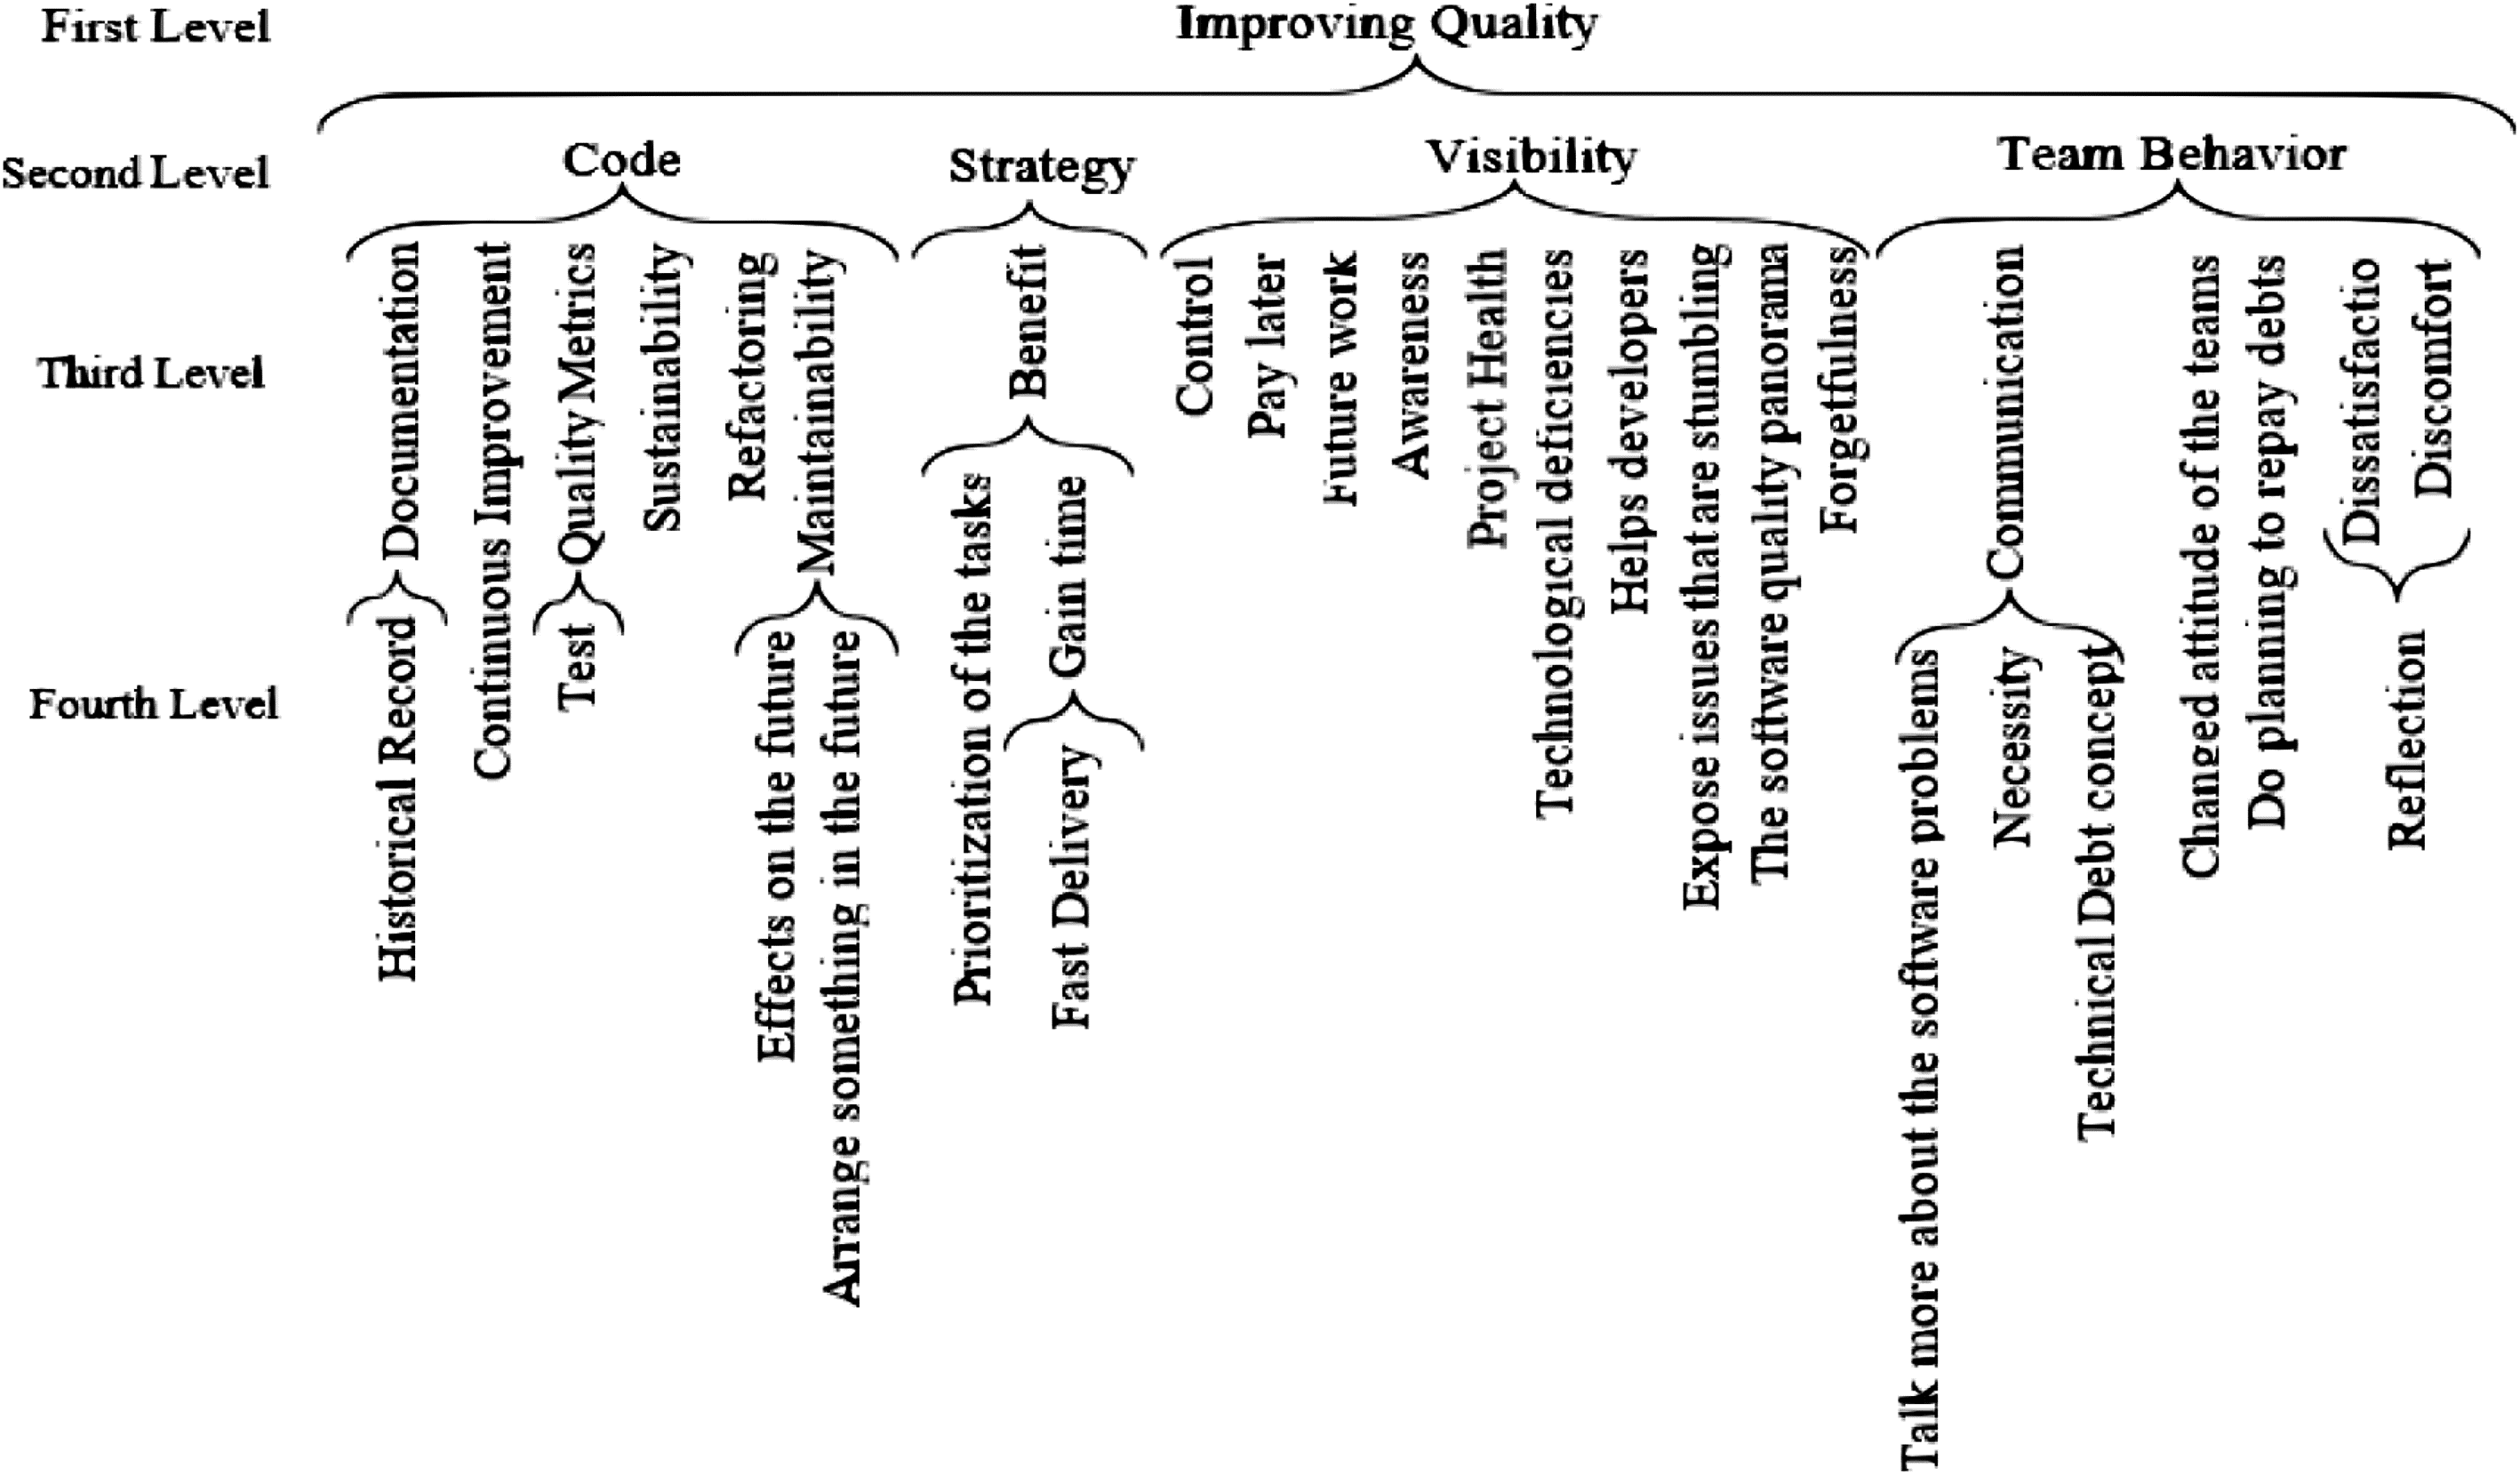 First Level
Improving Quality
Second Level
Code
Strategy
Visibility
Team Behavior
Third Level
Documentation
Continuous Improvement
Quality Metrics
Sustainability
Refactoring
Maintainability
Benefit
Control
Pay later
Future work
Awareness
Project Health
Technological deficiencies
Helps developers
Expose issues that are stumbling
The software quality panorama
Forgetfulness
Communication
Changed attitude of the teams
Do planning to repay debts
Dissatisfactio
Discomfort
Fourth Level
Historical Record
Test
Effects on the future
Arrange something in the future
Prioritization of the tasks
Gain time
Fast Delivery
Talk more about the software problems
Necessity
Technical Debt concept
Reflection